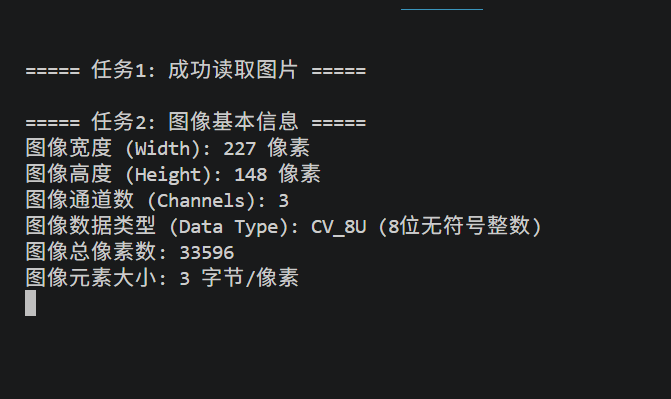 ===== 任务1: 成功读取图片 =====
===== 任务2: 图像基本信息 =====
图像宽度 (Width): 227 像素
图像高度 (Height): 148 像素
图像通道数 (Channels): 3
图像数据类型 (Data Type): CV_8U (8位无符号整数)
图像总像素数: 33596
图像元素大小: 3 字节/像素